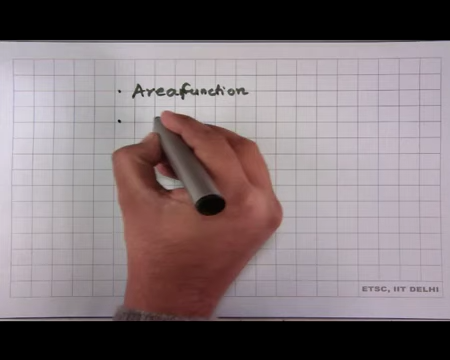 • Areafunction
•
ETSC, IIT DELHI